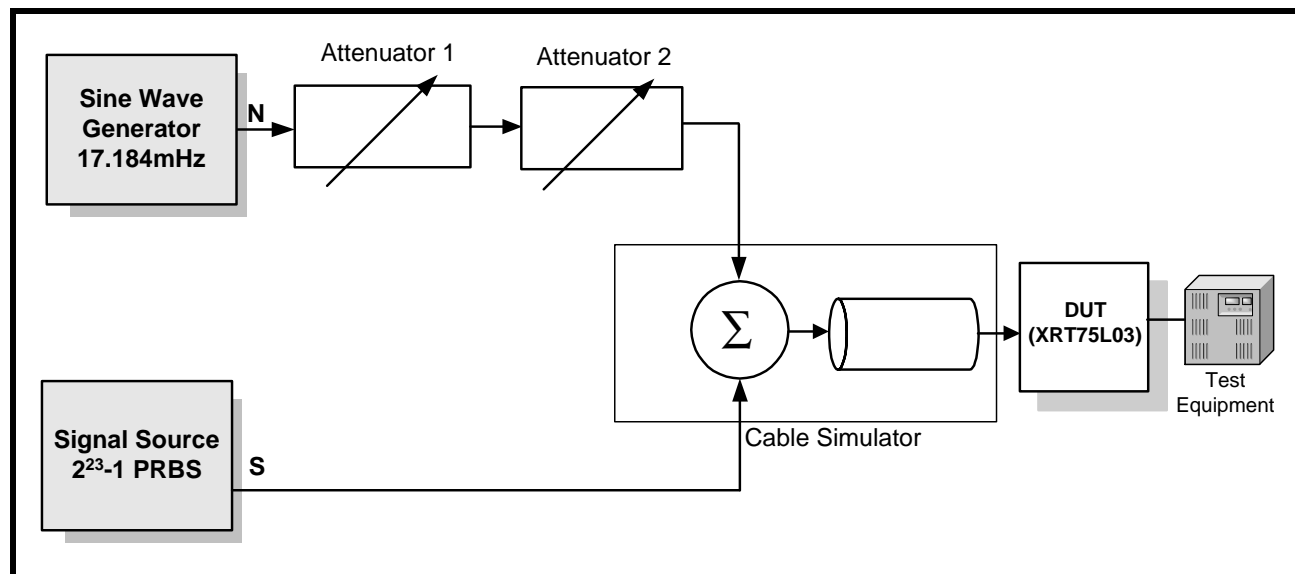 Attenuator 1
Attenuator 2
Sine Wave
Generator
17.184mHz
N
Σ
DUT
(XRT75L03)
Test
Equipment
Cable Simulator
Signal Source
2²³-1 PRBS
S